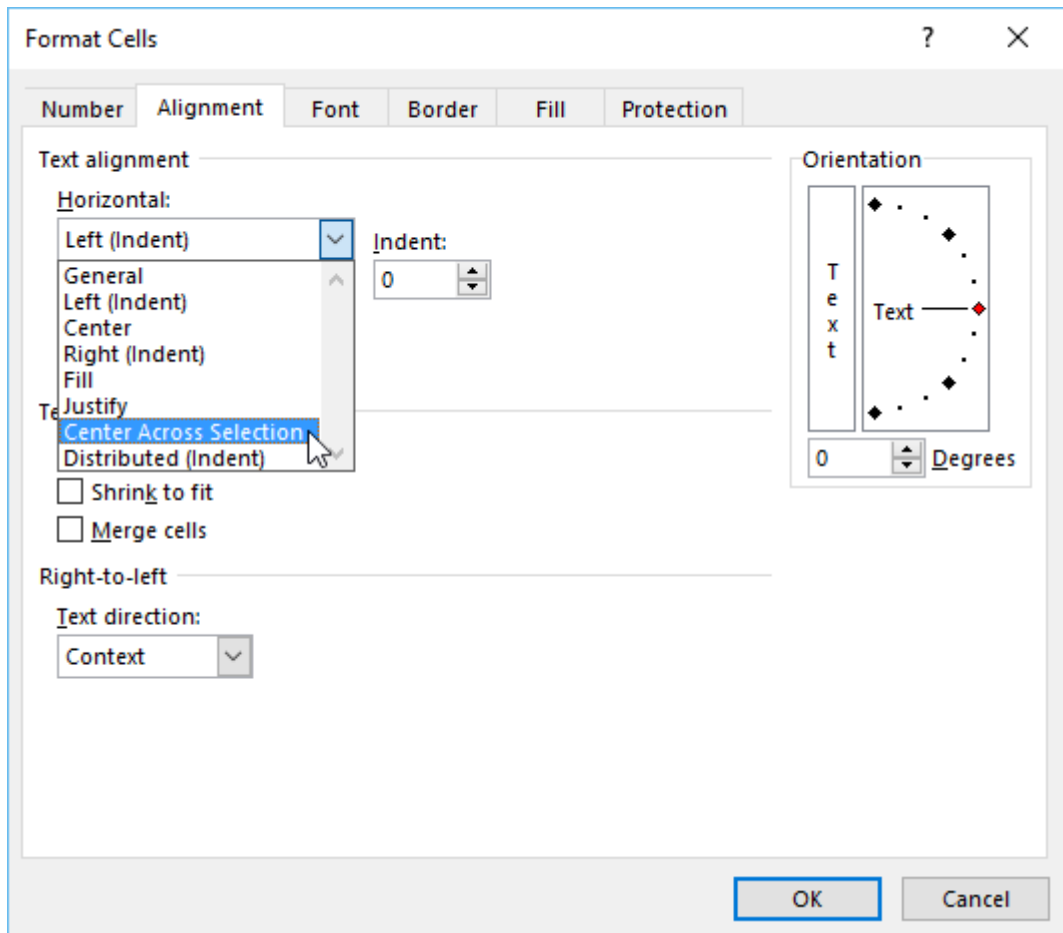 Format Cells ?
Number Alignment Font Border Fill Protection
Text alignment
Horizontal:
Left (Indent)
General
Left (Indent)
Center
Right (Indent)
Fill
Justify
Center Across Selection
Distributed (Indent)
Indent:
0
Te
Shrink to fit
Merge cells
Right-to-left
Text direction:
Context
Orientation
Text
Text
0 Degrees
OK Cancel